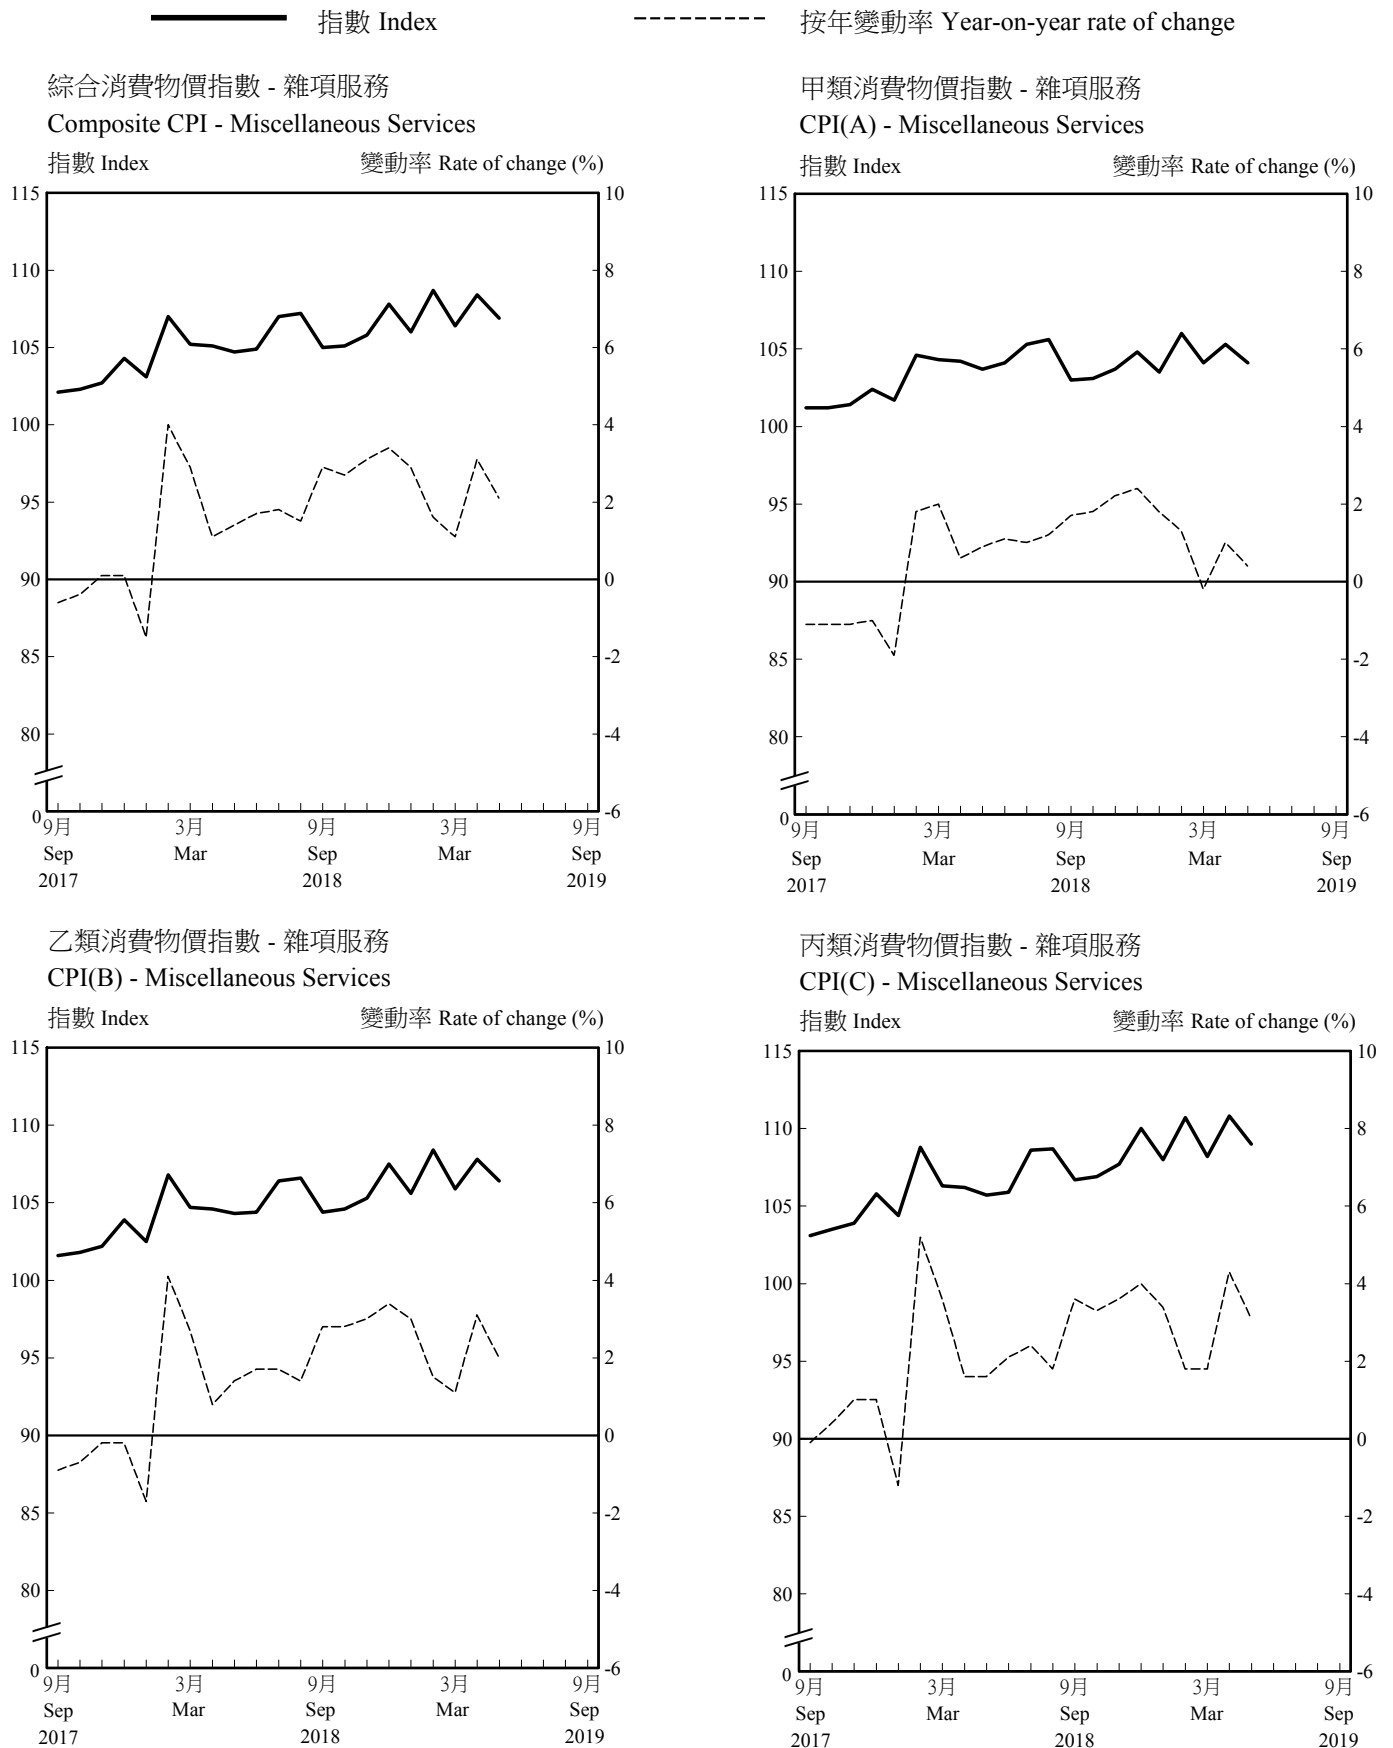 指數 Index
按年變動率 Year-on-year rate of change
綜合消費物價指數 - 雜項服務
Composite CPI - Miscellaneous Services
指數 Index 變動率 Rate of change (%)
115 10
110 8
105 6
100 4
95 2
90 0
85 -2
80 -4
0 -6
9月 3月 9月 3月 9月
Sep Mar Sep Mar Sep
2017 2018 2019
甲類消費物價指數 - 雜項服務
CPI(A) - Miscellaneous Services
指數 Index 變動率 Rate of change (%)
115 10
110 8
105 6
100 4
95 2
90 0
85 -2
80 -4
0 -6
9月 3月 9月 3月 9月
Sep Mar Sep Mar Sep
2017 2018 2019
乙類消費物價指數 - 雜項服務
CPI(B) - Miscellaneous Services
指數 Index 變動率 Rate of change (%)
115 10
110 8
105 6
100 4
95 2
90 0
85 -2
80 -4
0 -6
9月 3月 9月 3月 9月
Sep Mar Sep Mar Sep
2017 2018 2019
丙類消費物價指數 - 雜項服務
CPI(C) - Miscellaneous Services
指數 Index 變動率 Rate of change (%)
115 10
110 8
105 6
100 4
95 2
90 0
85 -2
80 -4
0 -6
9月 3月 9月 3月 9月
Sep Mar Sep Mar Sep
2017 2018 2019